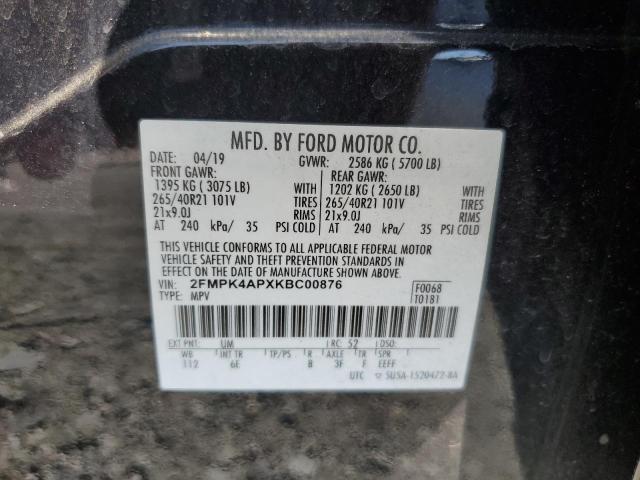 MFD. BY FORD MOTOR CO.
DATE: 04/19 GVWR: 2586 KG ( 5700 LB)
FRONT GAWR: REAR GAWR:
1395 KG ( 3075 LB) WITH 1202 KG ( 2650 LB) WITH
265/40R21 101V TIRES 265/40R21 101V TIRES
21x9.0J RIMS 21x9.0J RIMS
AT 240 kPa/ 35 PSI COLD AT 240 kPa/ 35 PSI COLD
THIS VEHICLE CONFORMS TO ALL APPLICABLE FEDERAL MOTOR
VEHICLE SAFETY AND THEFT PREVENTION STANDARDS IN
EFFECT ON THE DATE OF MANUFACTURE SHOWN ABOVE.
VIN: 2FMPK4APXKBC00876 F0068
TYPE: MPV T0181
EXT PNT: UM RC: 52 DSO:
WB INT TR TP/PS R AXLE TR SPR
112 6E B 3F F EEFF
UTC 5U5A-1520472-BA